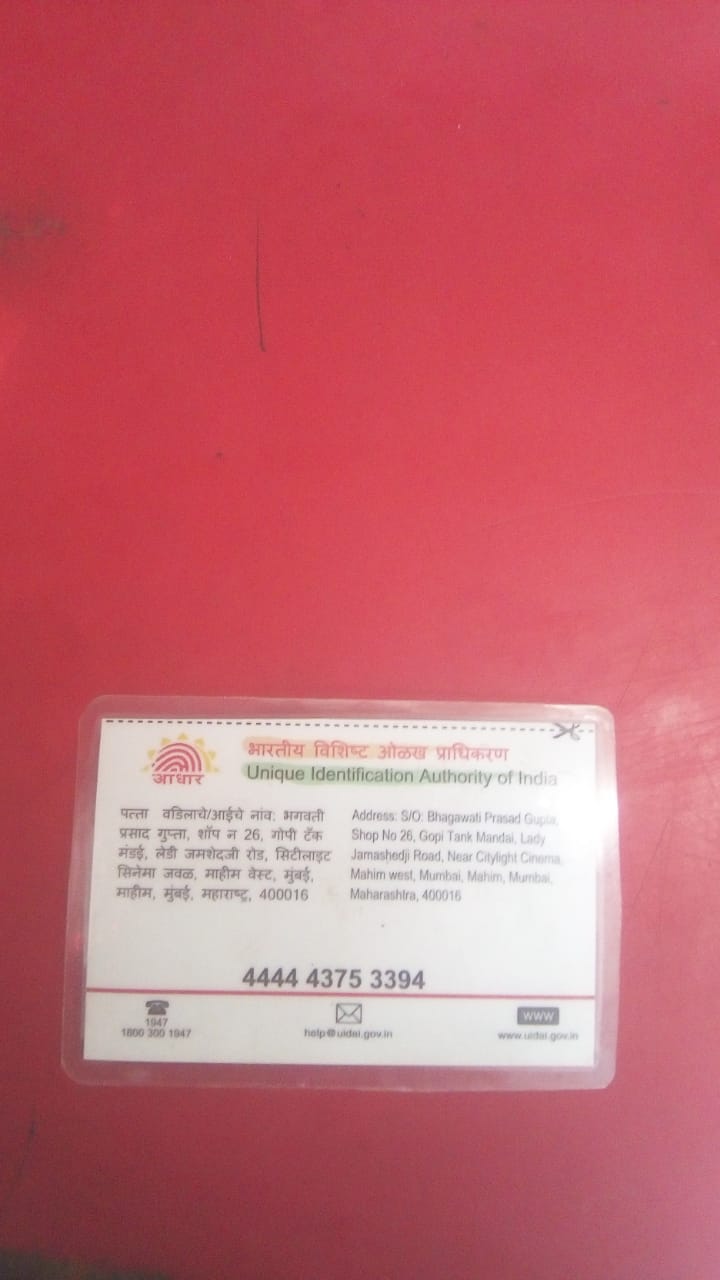 भारतीय विशिष्ट ओळख प्राधिकरण
Unique Identification Authority of India
आधार
पत्ता वडिलाचे/आईचे नांव: भगवती
प्रसाद गुप्ता, शॉप न 26, गोपी टँक
मंडई, लेडी जमशेदजी रोड, सिटीलाइट
सिनेमा जवळ, माहीम वेस्ट, मुंबई,
माहीम, मुंबई, महाराष्ट्र, 400016
Address: S/O: Bhagawati Prasad Gupta,
Shop No 26, Gopi Tank Mandai, Lady
Jamashedji Road, Near Citylight Cinema,
Mahim west, Mumbai, Mahim, Mumbai,
Maharashtra, 400016
4444 4375 3394
1947
1800 300 1947
help@uidai.gov.in
WWW
www.uidai.gov.in